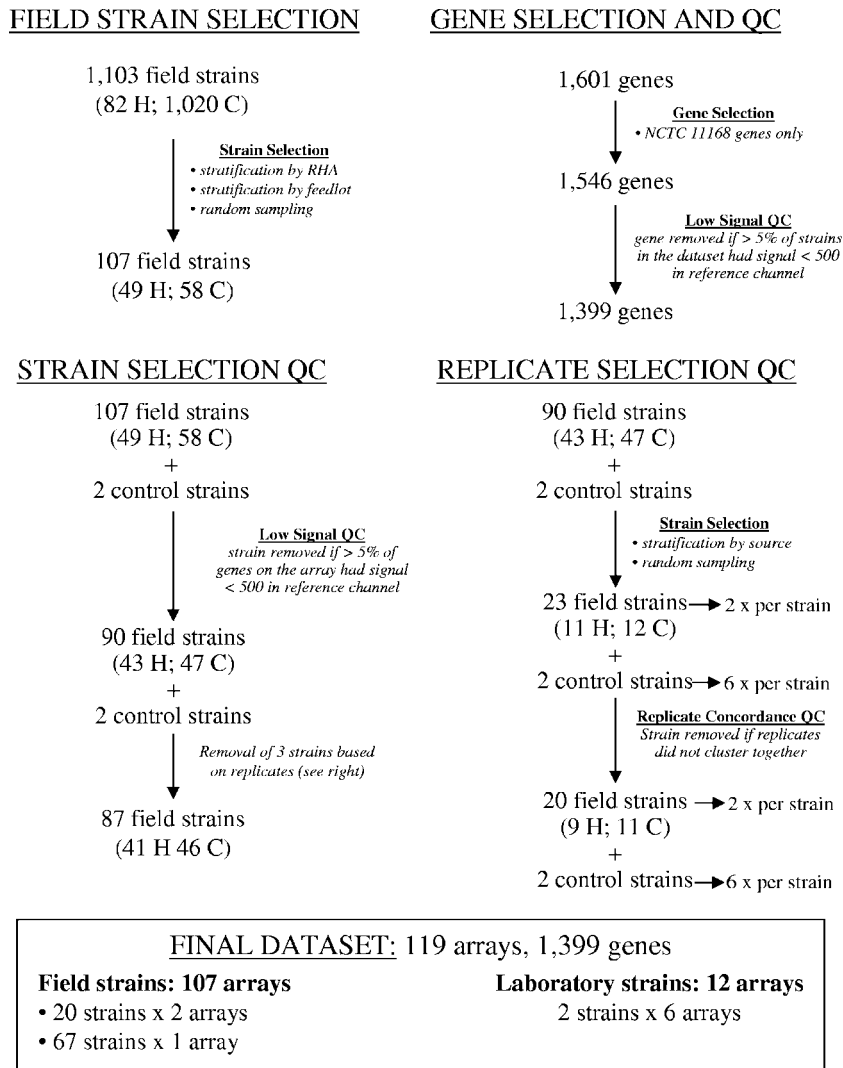 FIELD STRAIN SELECTION
1,103 field strains
(82 H; 1,020 C)
Strain Selection
• stratification by RHA
• stratification by feedlot
• random sampling
107 field strains
(49 H; 58 C)
GENE SELECTION AND QC
1,601 genes
Gene Selection
• NCTC 11168 genes only
1,546 genes
Low Signal QC
gene removed if > 5% of strains
in the dataset had signal < 500
in reference channel
1,399 genes
STRAIN SELECTION QC
107 field strains
(49 H; 58 C)
+
2 control strains
Low Signal QC
strain removed if > 5% of
genes on the array had signal
< 500 in reference channel
90 field strains
(43 H; 47 C)
+
2 control strains
Removal of 3 strains based
on replicates (see right)
87 field strains
(41 H 46 C)
REPLICATE SELECTION QC
90 field strains
(43 H; 47 C)
+
2 control strains
Strain Selection
• stratification by source
• random sampling
23 field strains → 2 x per strain
(11 H; 12 C)
+
2 control strains → 6 x per strain
Replicate Concordance QC
Strain removed if replicates
did not cluster together
20 field strains → 2 x per strain
(9 H; 11 C)
+
2 control strains → 6 x per strain
FINAL DATASET: 119 arrays, 1,399 genes
Field strains: 107 arrays
• 20 strains x 2 arrays
• 67 strains x 1 array
Laboratory strains: 12 arrays
2 strains x 6 arrays